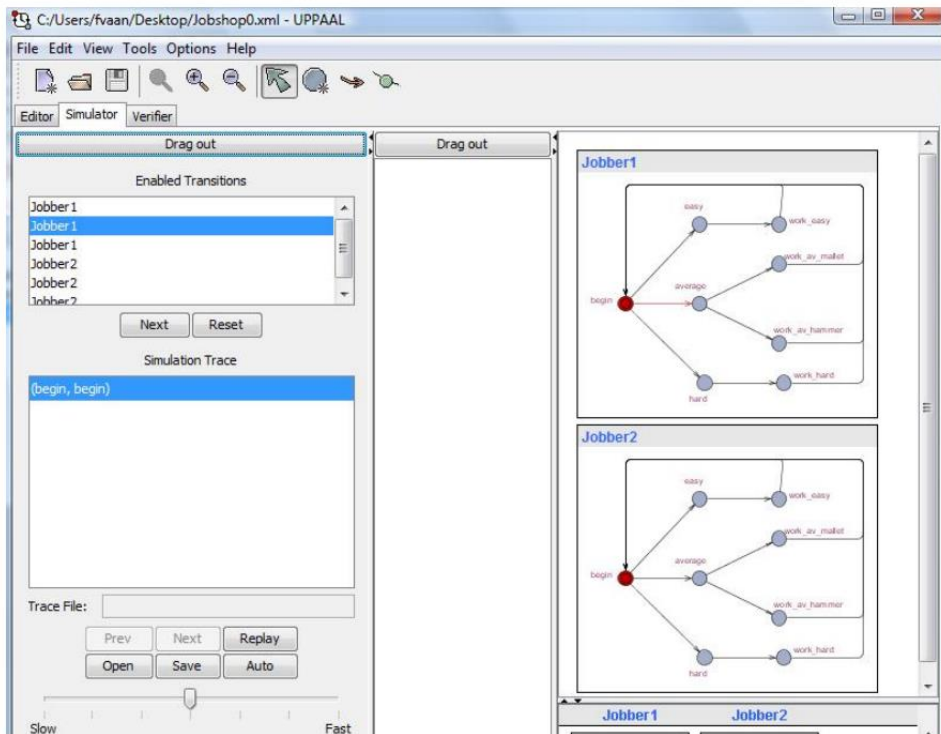 C:/Users/fvaan/Desktop/Jobshop0.xml - UPPAAL
File Edit View Tools Options Help
Editor Simulator Verifier
Drag out
Enabled Transitions
Jobber1
Jobber1
Jobber1
Jobber2
Jobber2
Jobber2
Next Reset
Simulation Trace
(begin, begin)
Trace File:
Prev Next Replay
Open Save Auto
Slow Fast
Drag out
Jobber1
easy
work_easy
work_av_mallet
average
begin
work_av_hammer
work_hard
hard
Jobber2
easy
work_easy
work_av_mallet
average
begin
work_av_hammer
work_hard
hard
Jobber1 Jobber2